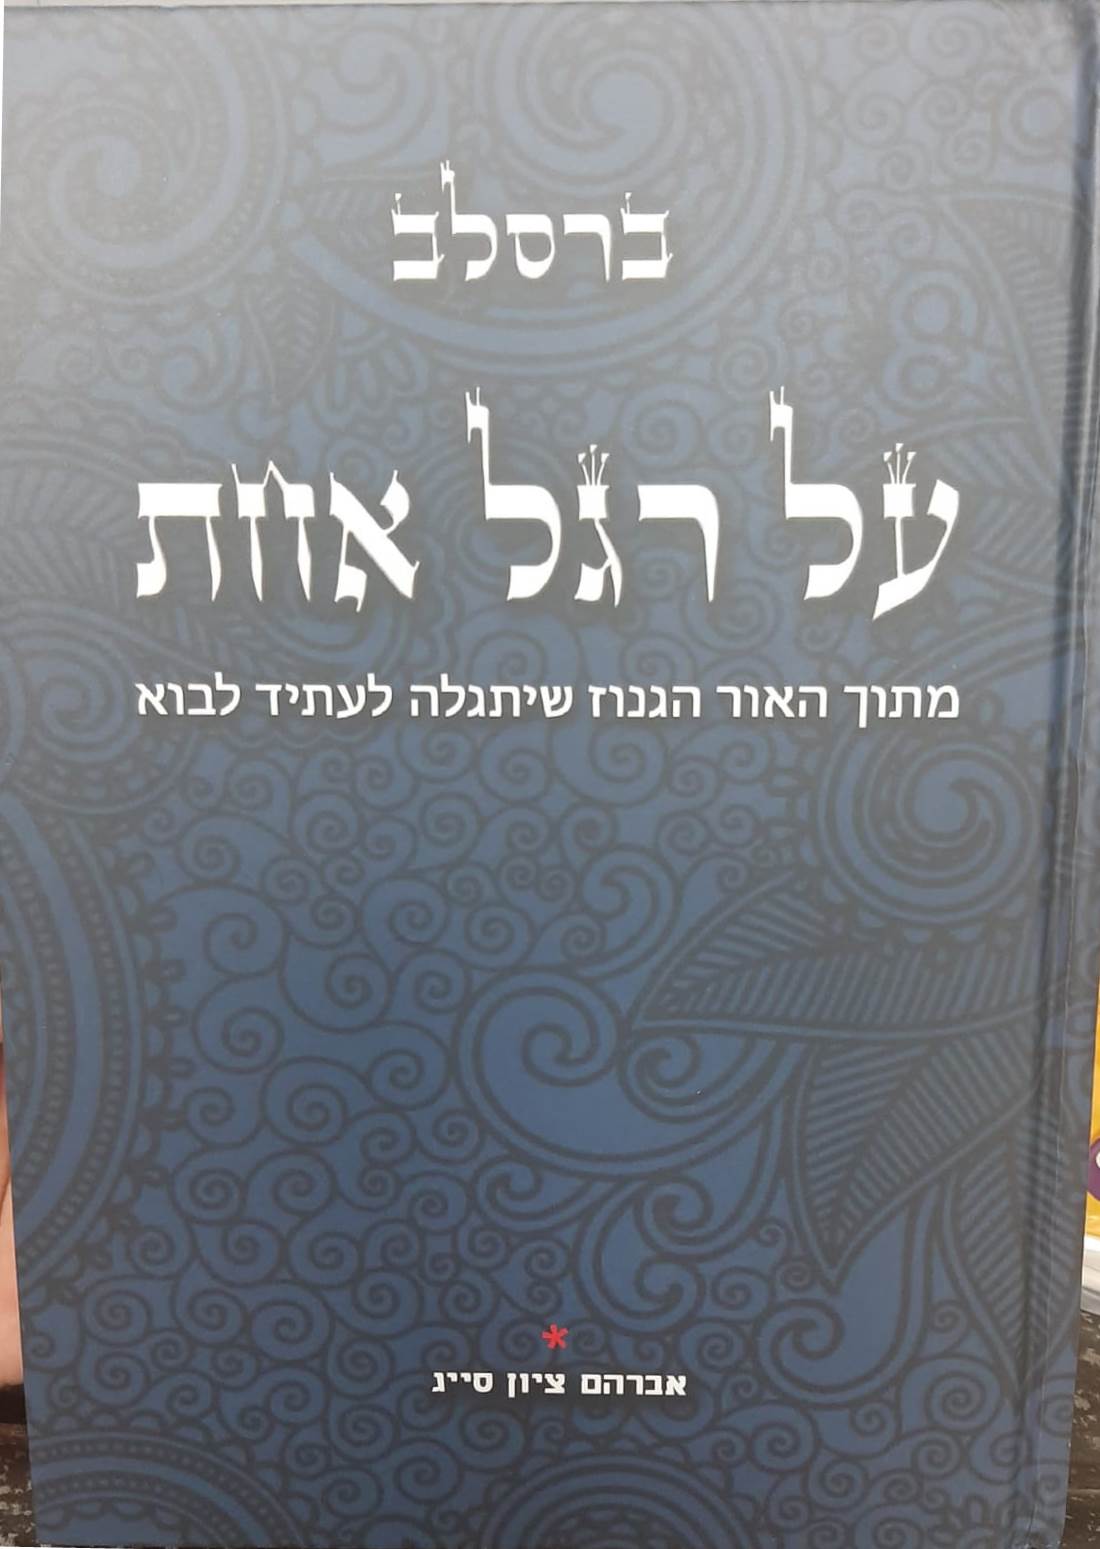 ברסלב
על רגל אחת
מתוך האור הגנוז שיתגלה לעתיד לבוא
*
אברהם ציון סייג